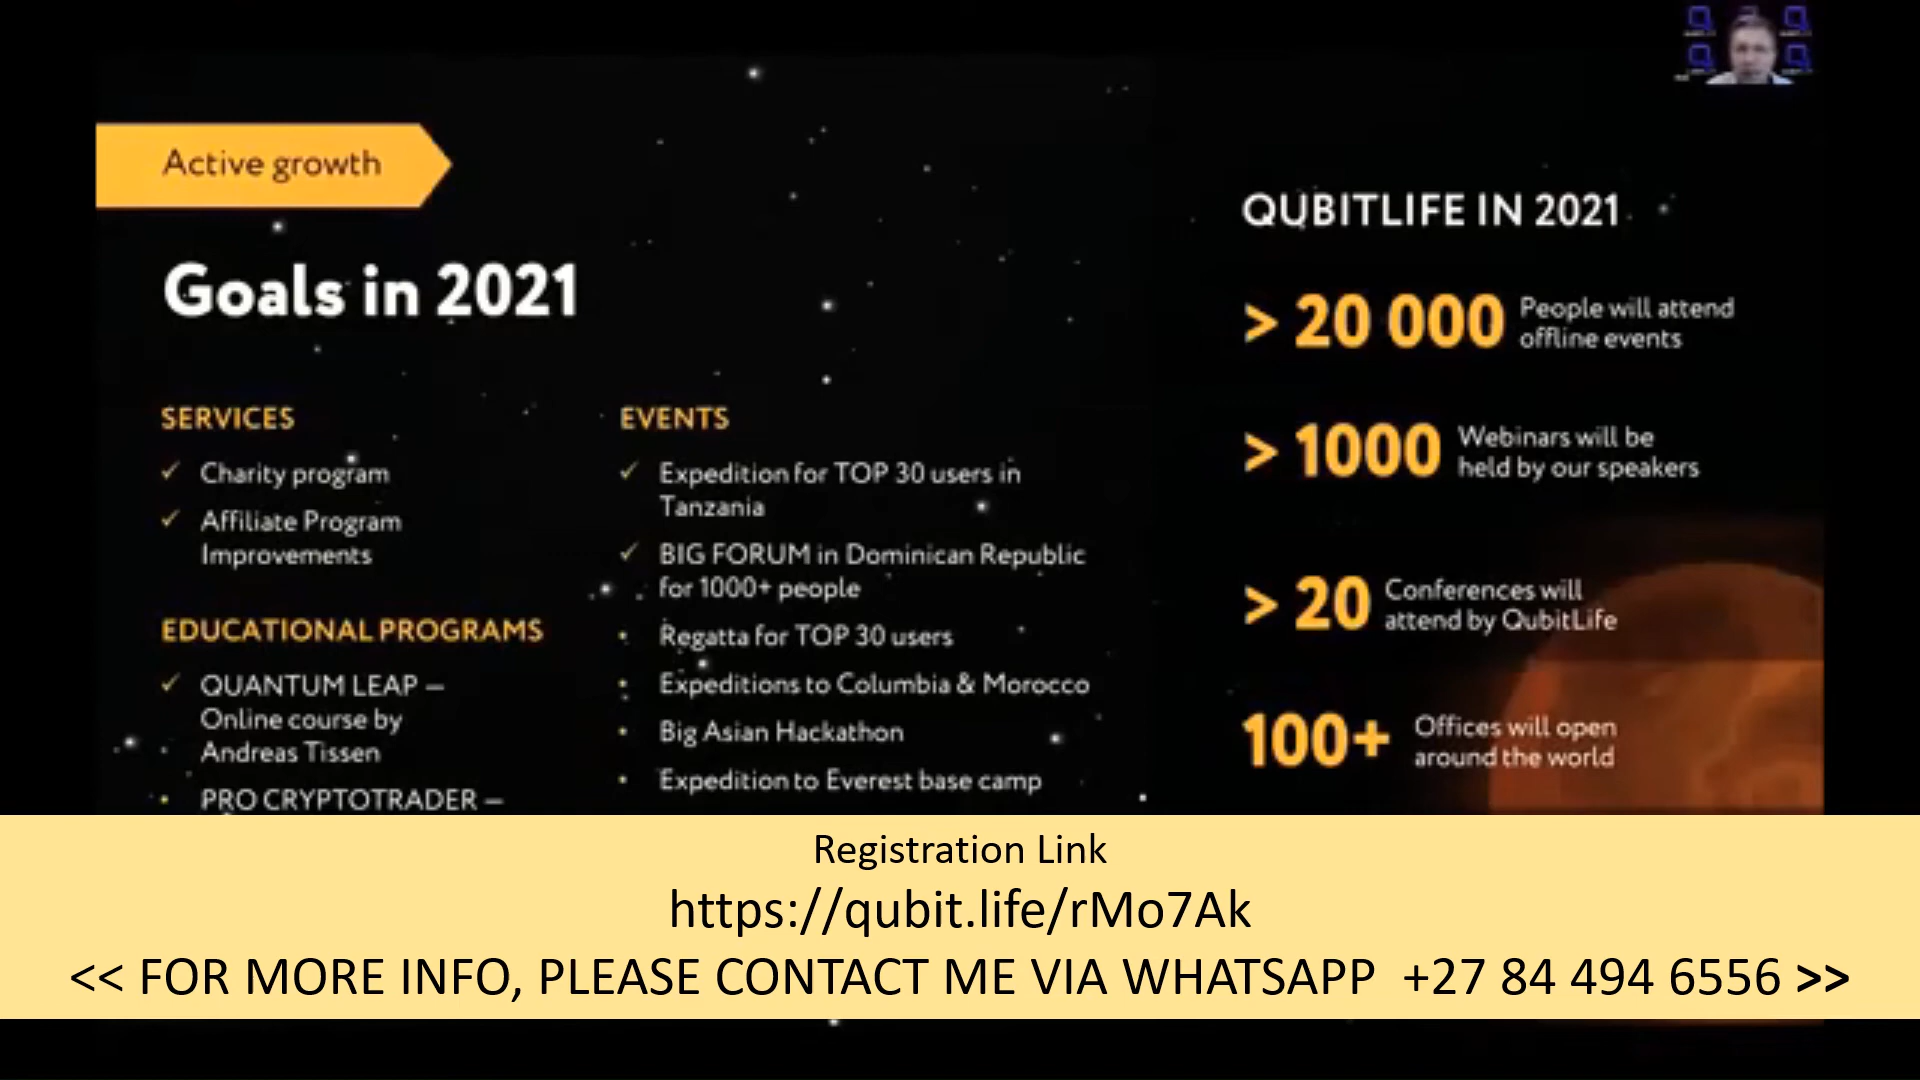 Active growth
Goals in 2021
SERVICES
✓ Charity program
✓ Affiliate Program
Improvements
EDUCATIONAL PROGRAMS
✓ QUANTUM LEAP –
Online course by
Andreas Tissen
• PRO CRYPTOTRADER –
EVENTS
✓ Expedition for TOP 30 users in
Tanzania
✓ BIG FORUM in Dominican Republic
for 1000+ people
• Regatta for TOP 30 users
• Expeditions to Columbia & Morocco
• Big Asian Hackathon
• Expedition to Everest base camp
QUBITLIFE IN 2021
> 20 000 People will attend
offline events
> 1000 Webinars will be
held by our speakers
> 20 Conferences will
attend by QubitLife
100+ Offices will open
around the world
Registration Link
https://qubit.life/rMo7Ak
<< FOR MORE INFO, PLEASE CONTACT ME VIA WHATSAPP +27 84 494 6556 >>